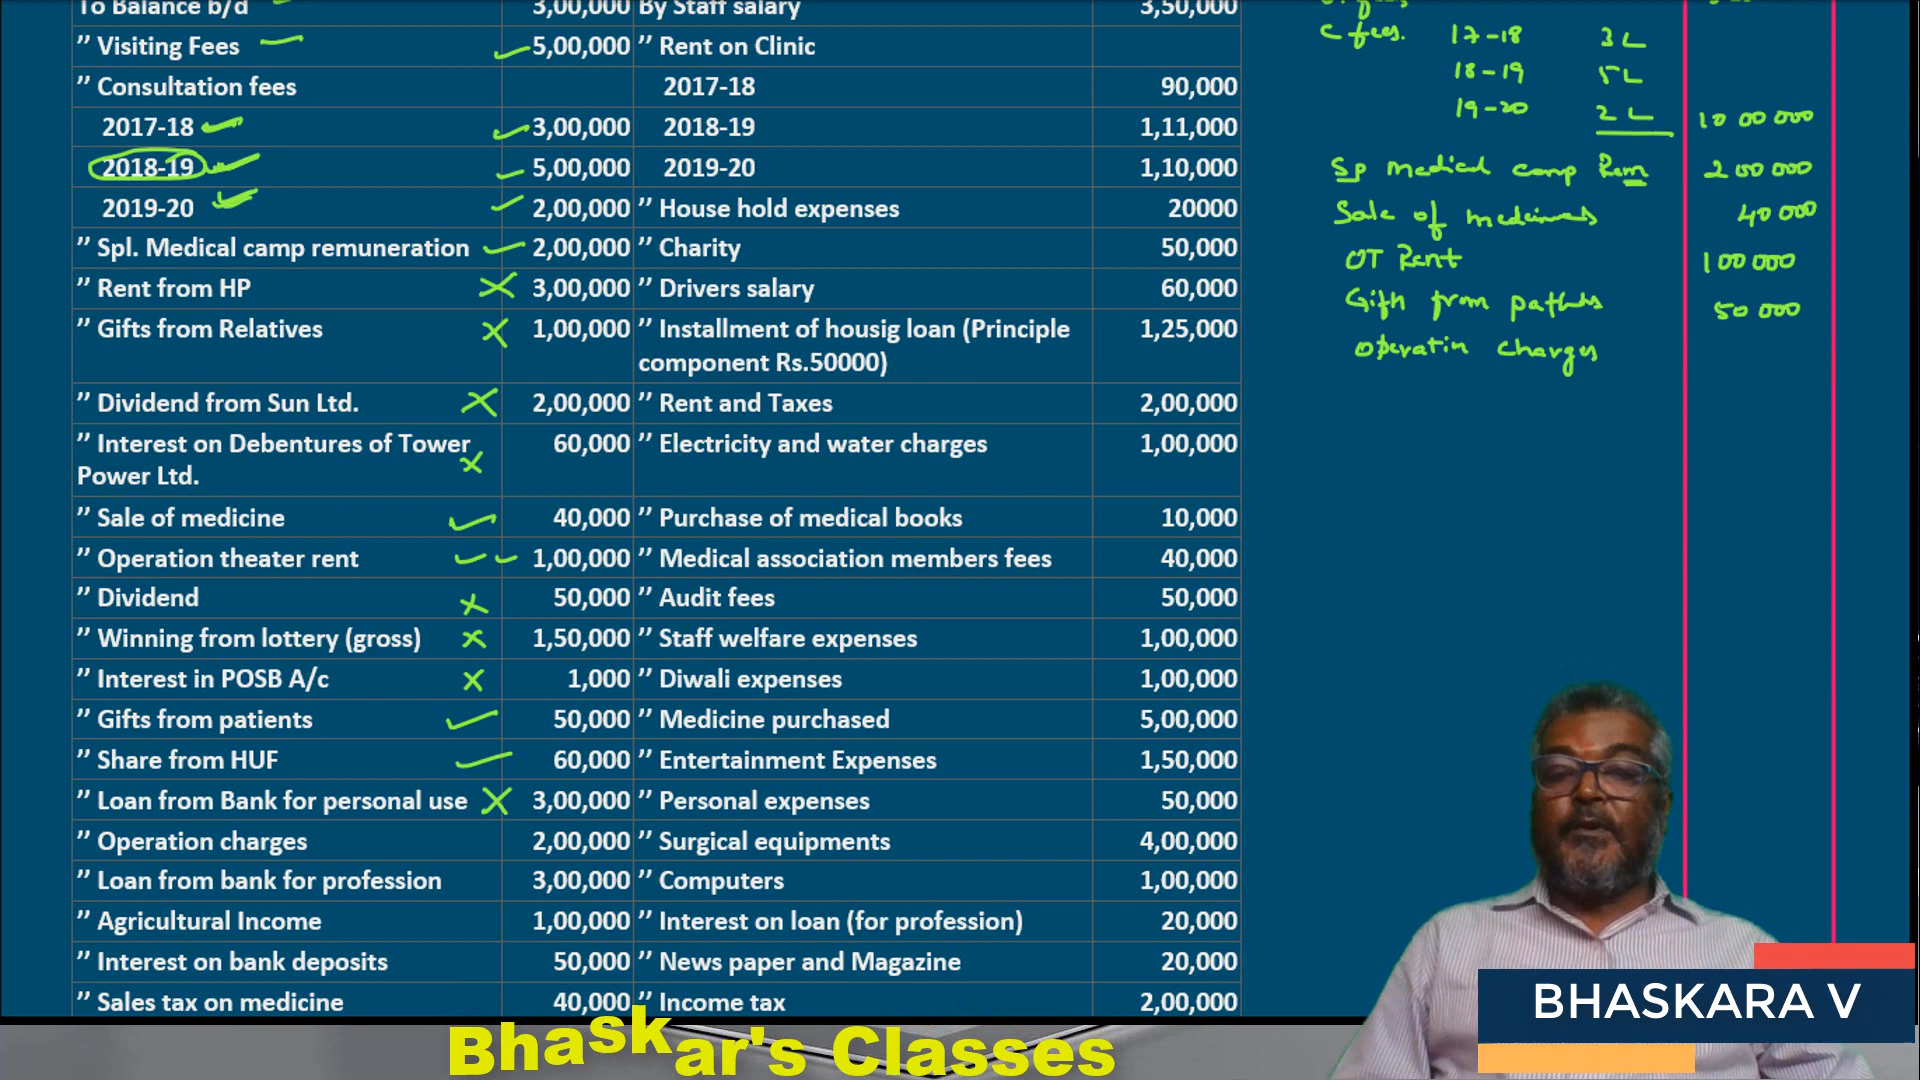 To Balance b/d 3,00,000 By Staff salary 3,50,000
” Visiting Fees 5,00,000 ” Rent on Clinic
” Consultation fees 2017-18 90,000
2017-18 3,00,000 2018-19 1,11,000
2018-19 5,00,000 2019-20 1,10,000
2019-20 2,00,000 ” House hold expenses 20000
” Spl. Medical camp remuneration 2,00,000 ” Charity 50,000
” Rent from HP 3,00,000 ” Drivers salary 60,000
” Gifts from Relatives 1,00,000 ” Installment of housig loan (Principle 1,25,000
component Rs.50000)
” Dividend from Sun Ltd. 2,00,000 ” Rent and Taxes 2,00,000
” Interest on Debentures of Tower 60,000 ” Electricity and water charges 1,00,000
Power Ltd.
” Sale of medicine 40,000 ” Purchase of medical books 10,000
” Operation theater rent 1,00,000 ” Medical association members fees 40,000
” Dividend 50,000 ” Audit fees 50,000
” Winning from lottery (gross) 1,50,000 ” Staff welfare expenses 1,00,000
” Interest in POSB A/c 1,000 ” Diwali expenses 1,00,000
” Gifts from patients 50,000 ” Medicine purchased 5,00,000
” Share from HUF 60,000 ” Entertainment Expenses 1,50,000
” Loan from Bank for personal use 3,00,000 ” Personal expenses 50,000
” Operation charges 2,00,000 ” Surgical equipments 4,00,000
” Loan from bank for profession 3,00,000 ” Computers 1,00,000
” Agricultural Income 1,00,000 ” Interest on loan (for profession) 20,000
” Interest on bank deposits 50,000 ” News paper and Magazine 20,000
” Sales tax on medicine 40,000 ” Income tax 2,00,000
C fees. 17-18 3 L
18-19 5 L
19-20 2 L 10 00 000
Sp medical camp Rem 2 00 000
Sale of 40 000
OT Rent 1 00 000
Gift from 50 000
charges
BHASKARA V
Bhaskar's Classes